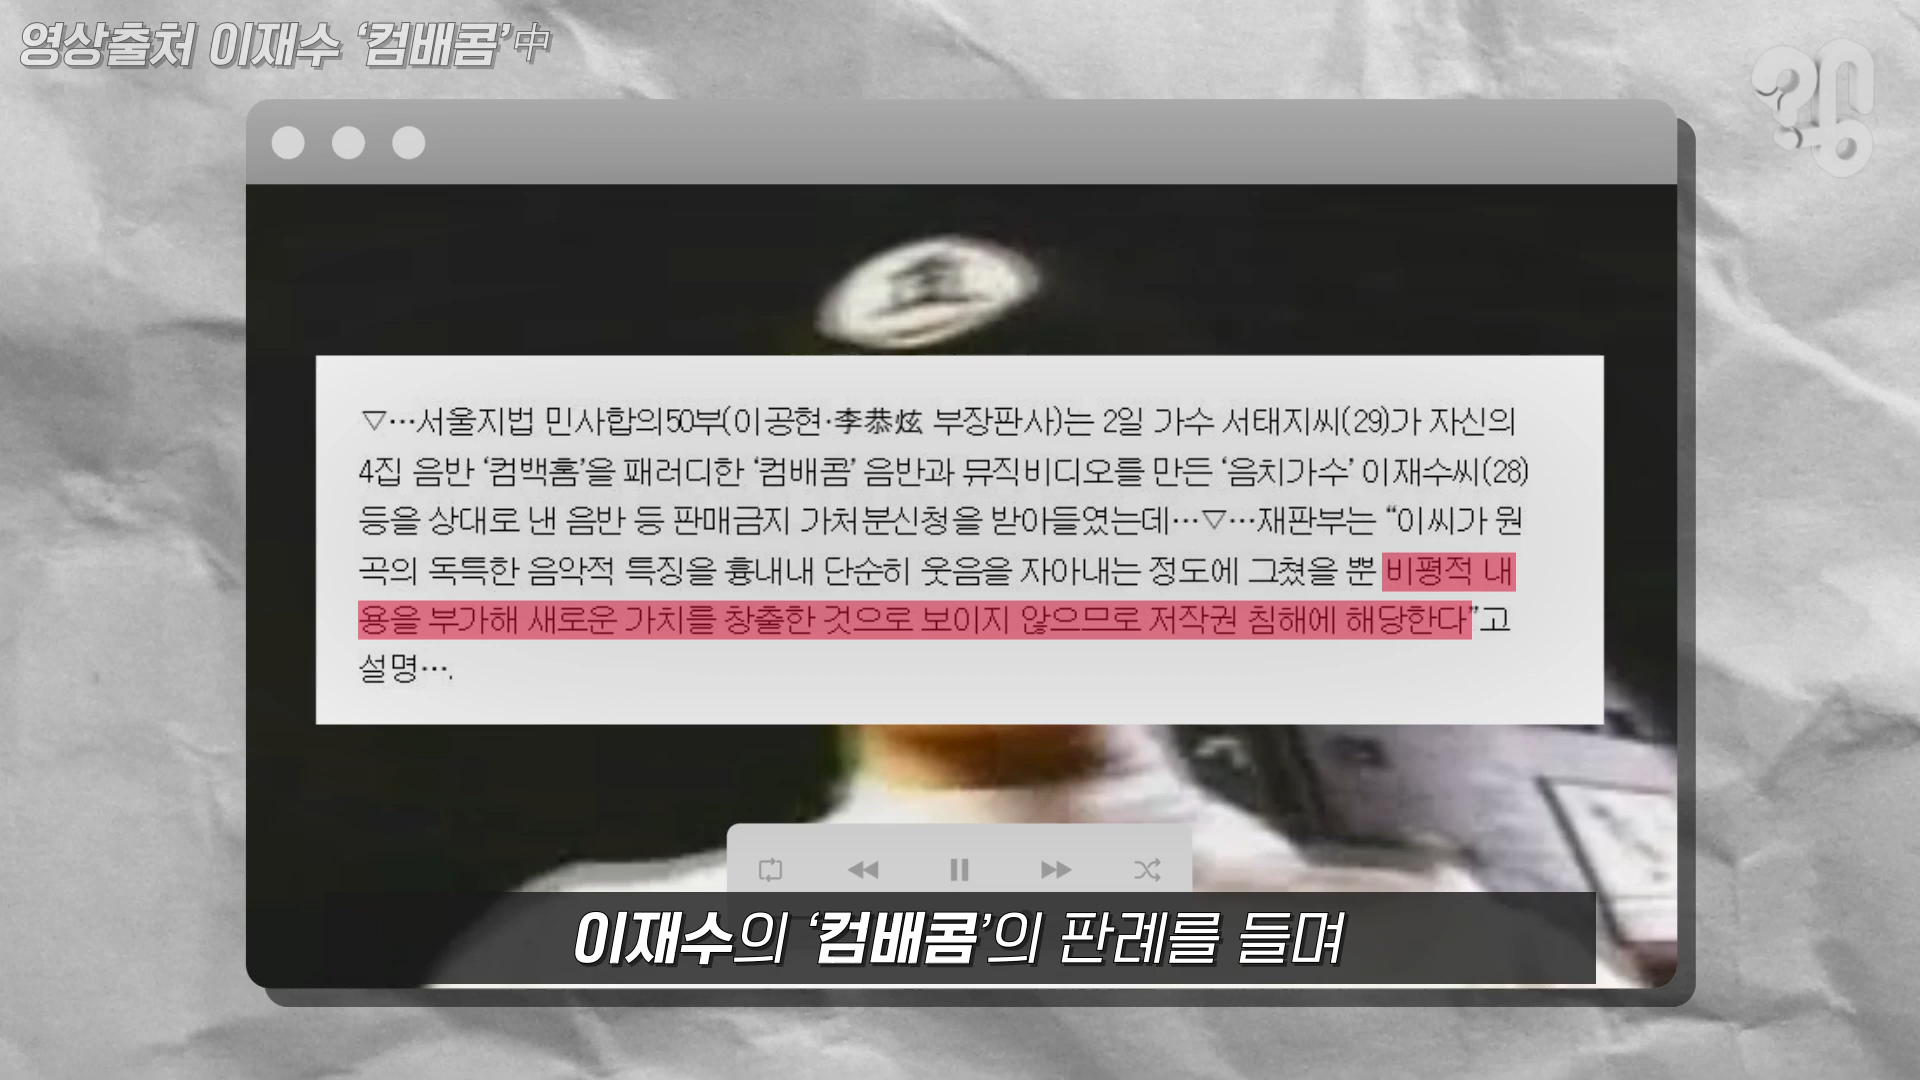 영상출처 이재수 ‘컴배콤’中
▽…서울지법 민사합의50부(이공현·李恭炫 부장판사)는 2일 가수 서태지씨(29)가 자신의
4집 음반 ‘컴백홈’을 패러디한 ‘컴배콤’ 음반과 뮤직비디오를 만든 ‘음치가수’ 이재수씨(28)
등을 상대로 낸 음반 등 판매금지 가처분신청을 받아들였는데…▽…재판부는 “이씨가 원
곡의 독특한 음악적 특징을 흉내내 단순히 웃음을 자아내는 정도에 그쳤을 뿐 비평적 내
용을 부가해 새로운 가치를 창출한 것으로 보이지 않으므로 저작권 침해에 해당한다”고
설명….
이재수의 ‘컴배콤’의 판례를 들며